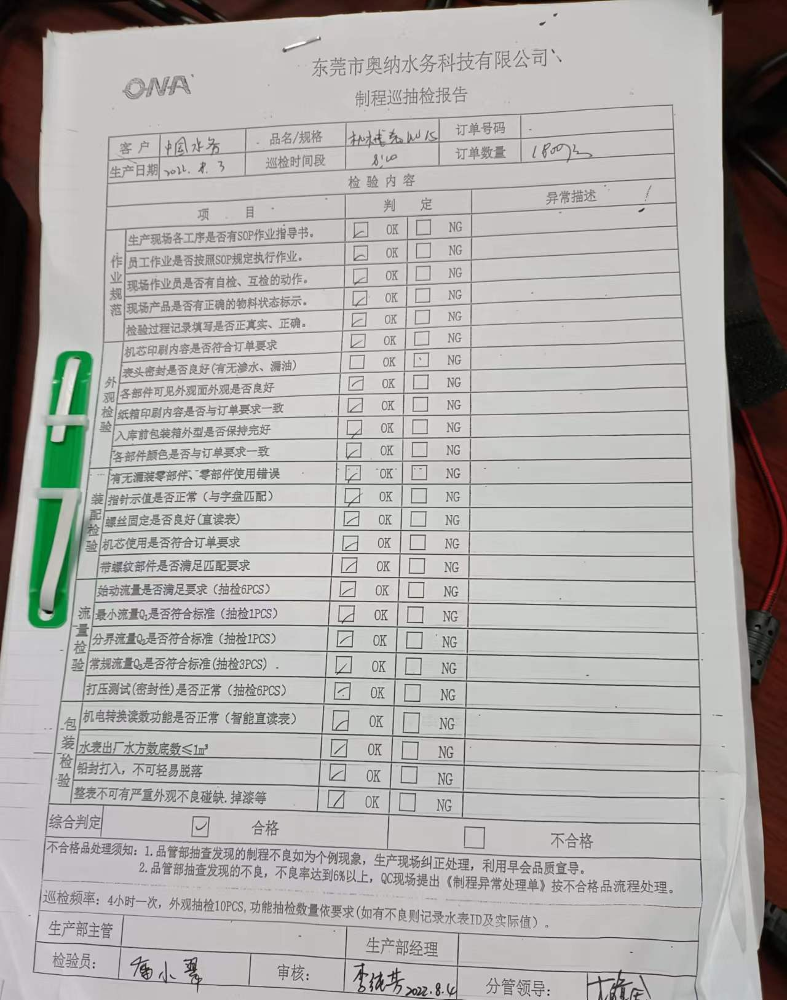 ONA
东莞市奥纳水务科技有限公司
制程巡抽检报告
客户 中国水务 品名/规格 订单号码
生产日期 2022.8.3 巡检时间段 8:00 订单数量
检验内容
项目 判定 异常描述
作业规范
生产现场各工序是否有SOP作业指导书。 OK NG
员工作业是否按照SOP规定执行作业。 OK NG
现场作业员是否有自检、互检的动作。 OK NG
现场产品是否有正确的物料状态标示。 OK NG
检验过程记录填写是否正真实、正确。 OK NG
外观检验
机芯印刷内容是否符合订单要求 OK NG
表头密封是否良好(有无渗水、漏油) OK NG
各部件可见外观面外观是否良好 OK NG
纸箱印刷内容是否与订单要求一致 OK NG
入库前包装箱外型是否保持完好 OK NG
各部件颜色是否与订单要求一致 OK NG
装配检验
有无漏装零部件、零部件使用错误 OK NG
指针示值是否正常（与字盘匹配） OK NG
螺丝固定是否良好(直读表) OK NG
机芯使用是否符合订单要求 OK NG
带螺纹部件是否满足匹配要求 OK NG
流量检验
始动流量是否满足要求（抽检6PCS） OK NG
最小流量Q₁是否符合标准（抽检1PCS） OK NG
分界流量Q₂是否符合标准（抽检1PCS） OK NG
常规流量Q₃是否符合标准(抽检3PCS) OK NG
打压测试(密封性)是否正常（抽检6PCS） OK NG
包装检验
机电转换读数功能是否正常（智能直读表） OK NG
水表出厂水方数底数≤1m³ OK NG
铅封打入，不可轻易脱落 OK NG
整表不可有严重外观不良碰缺.掉漆等 OK NG
综合判定 合格 不合格
不合格品处理须知：1.品管部抽查发现的制程不良如为个例现象，生产现场纠正处理，利用早会品质宣导。
2.品管部抽查发现的不良，不良率达到6%以上，QC现场提出《制程异常处理单》按不合格品流程处理。
巡检频率：4小时一次，外观抽检10PCS,功能抽检数量依要求(如有不良则记录水表ID及实际值）。
生产部主管 生产部经理
检验员： 小翠 审核： 李纯芳 2022.8.4 分管领导：